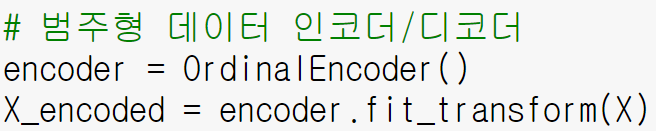 # 범주형 데이터 인코더/디코더
encoder = OrdinalEncoder()
X_encoded = encoder.fit_transform(X)